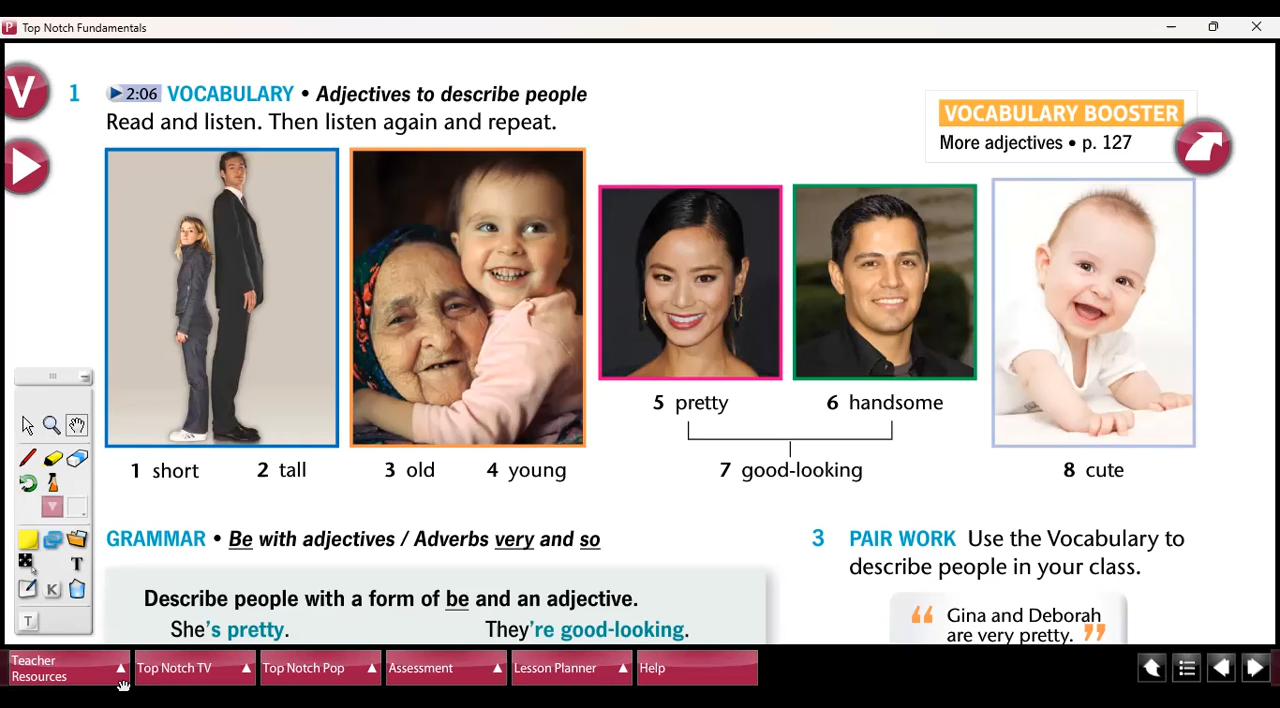 Top Notch Fundamentals
V
1 2:06 VOCABULARY • Adjectives to describe people
Read and listen. Then listen again and repeat.
VOCABULARY BOOSTER
More adjectives • p. 127
1 short
2 tall
3 old
4 young
5 pretty
6 handsome
7 good-looking
8 cute
GRAMMAR • Be with adjectives / Adverbs very and so
Describe people with a form of be and an adjective.
She's pretty.
They're good-looking.
3 PAIR WORK Use the Vocabulary to
describe people in your class.
“ Gina and Deborah
are very pretty. ”
T
K
T
Teacher
Resources
Top Notch TV
Top Notch Pop
Assessment
Lesson Planner
Help